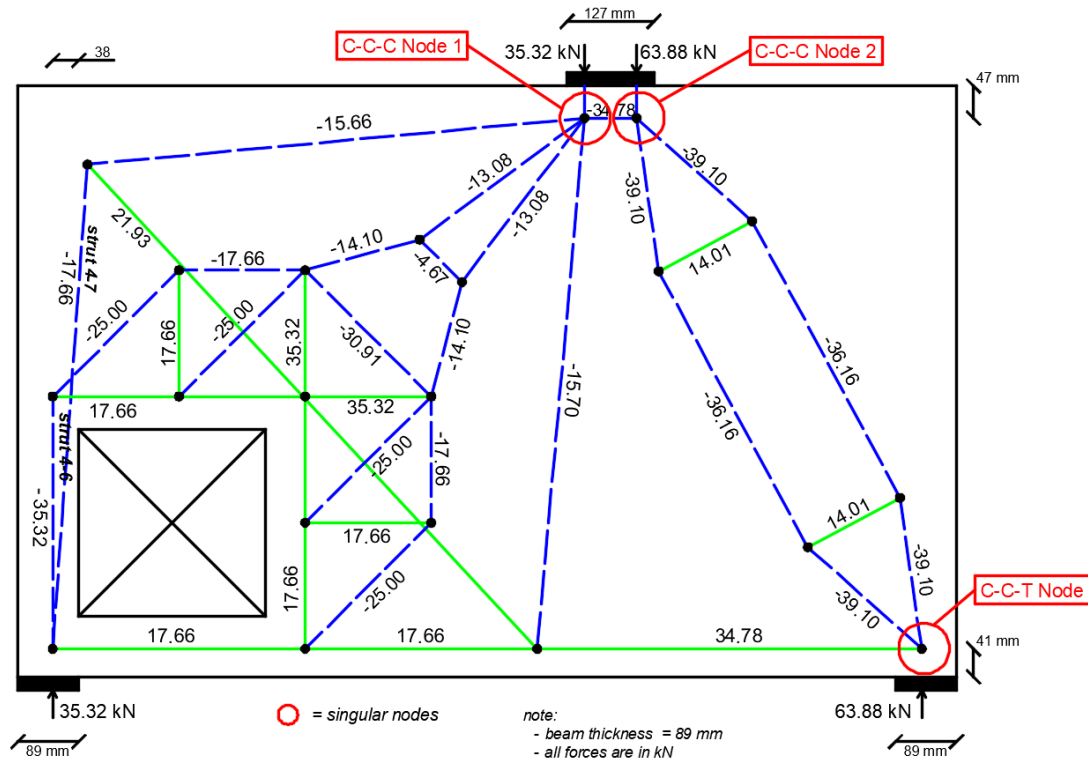 127 mm
38
C-C-C Node 1
35.32 kN
63.88 kN
C-C-C Node 2
47 mm
-34.78
-15.66
-13.08
-13.08
-39.10
-39.10
21.93
strut 4-7
-17.66
-17.66
-14.10
-4.67
14.01
-25.00
17.66
-25.00
35.32
-30.91
-14.10
-15.70
-36.16
-36.16
17.66
35.32
strut 4-6
-35.32
-25.00
-17.66
17.66
14.01
17.66
-25.00
-39.10
-39.10
C-C-T Node
17.66
17.66
34.78
41 mm
35.32 kN
63.88 kN
= singular nodes
note:
- beam thickness = 89 mm
- all forces are in kN
89 mm
89 mm